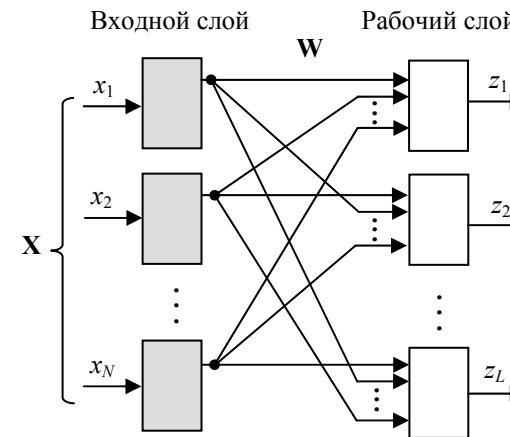 Входной слой
Рабочий слой
W
x1
z1
x2
z2
X
xN
zL